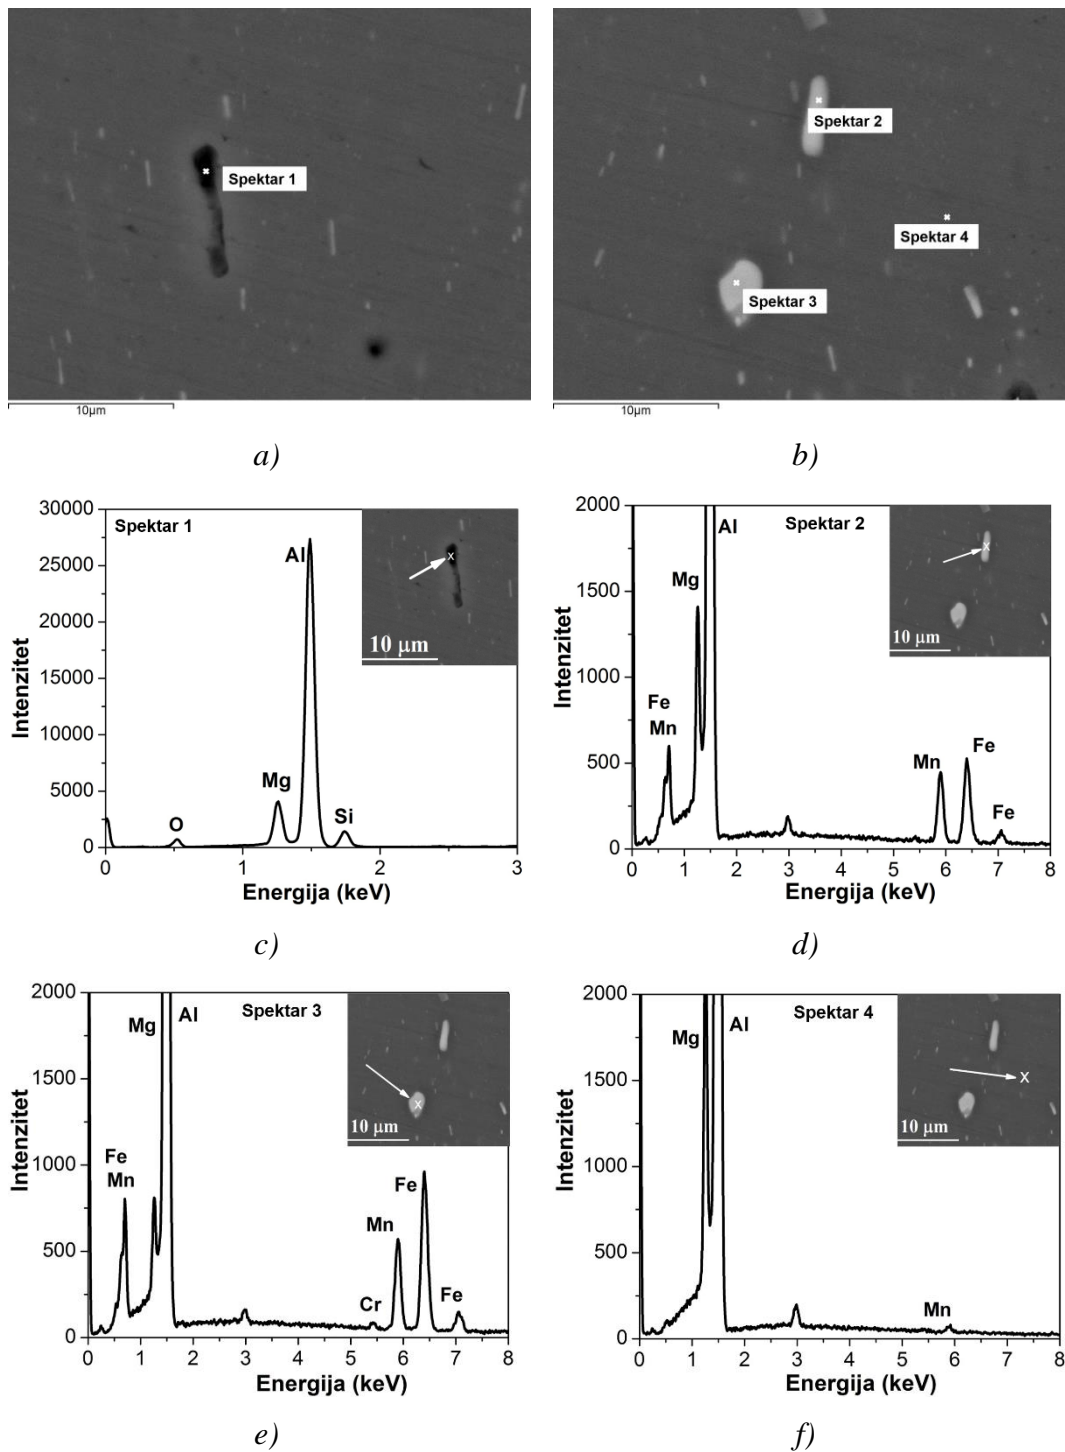 Spektar 1
10µm
a)
Spektar 2
Spektar 4
Spektar 3
10µm
b)
Spektar 1
Al
Mg
Si
O
10 µm
30000
25000
20000
15000
10000
5000
0
0 1 2 3
Intenzitet
Energija (keV)
c)
Spektar 2
Al
Mg
Fe
Mn
Mn
Fe
Fe
10 µm
2000
1500
1000
500
0
0 1 2 3 4 5 6 7 8
Intenzitet
Energija (keV)
d)
Spektar 3
Mg
Al
Fe
Mn
Cr
Mn
Fe
Fe
10 µm
2000
1500
1000
500
0
0 1 2 3 4 5 6 7 8
Intenzitet
Energija (keV)
e)
Spektar 4
Mg
Al
Mn
10 µm
2000
1500
1000
500
0
0 1 2 3 4 5 6 7 8
Intenzitet
Energija (keV)
f)